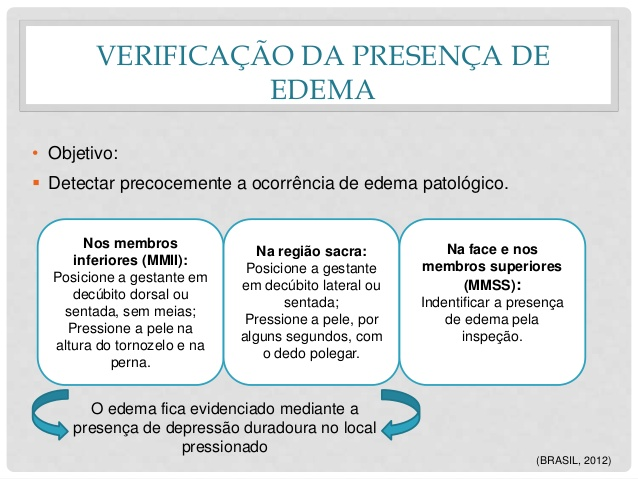 VERIFICAÇÃO DA PRESENÇA DE
EDEMA
• Objetivo:
▪ Detectar precocemente a ocorrência de edema patológico.
Nos membros
inferiores (MMII):
Posicione a gestante em
decúbito dorsal ou
sentada, sem meias;
Pressione a pele na
altura do tornozelo e na
perna.
Na região sacra:
Posicione a gestante
em decúbito lateral ou
sentada;
Pressione a pele, por
alguns segundos, com
o dedo polegar.
Na face e nos
membros superiores
(MMSS):
Indentificar a presença
de edema pela
inspeção.
O edema fica evidenciado mediante a
presença de depressão duradoura no local
pressionado
(BRASIL, 2012)